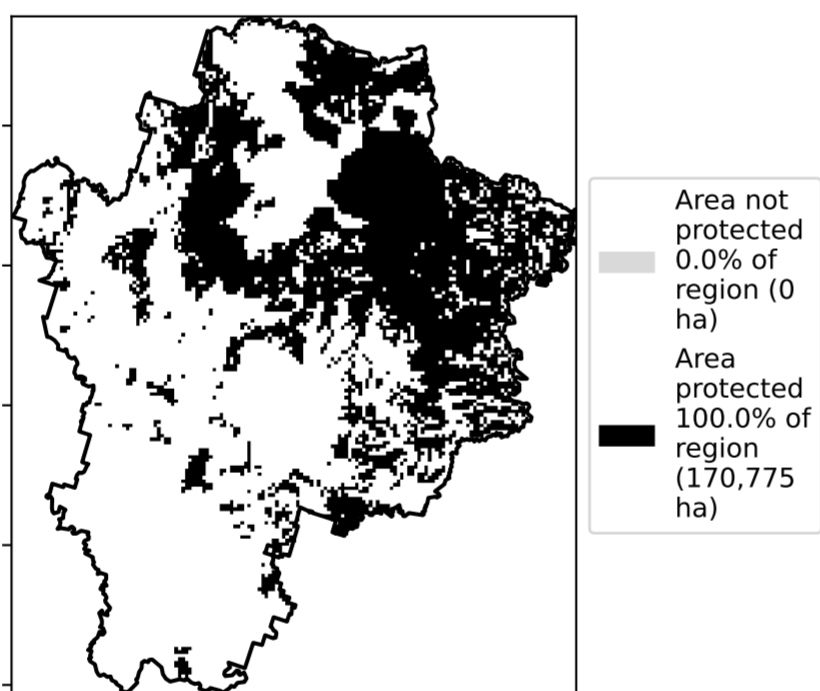 Area not
protected
0.0% of
region (0
ha)
Area
protected
100.0% of
region
(170,775
ha)